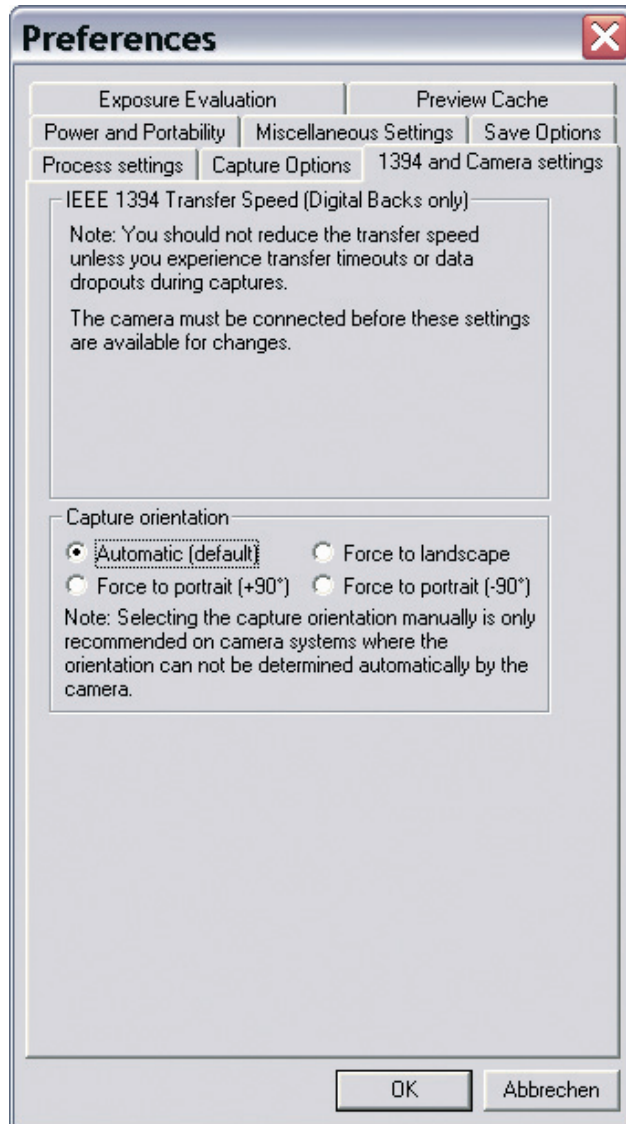 Preferences
Exposure Evaluation Preview Cache
Power and Portability Miscellaneous Settings Save Options
Process settings Capture Options 1394 and Camera settings
IEEE 1394 Transfer Speed (Digital Backs only)
Note: You should not reduce the transfer speed
unless you experience transfer timeouts or data
dropouts during captures.
The camera must be connected before these settings
are available for changes.
Capture orientation
Automatic (default) Force to landscape
Force to portrait (+90°) Force to portrait (-90°)
Note: Selecting the capture orientation manually is only
recommended on camera systems where the
orientation can not be determined automatically by the
camera.
OK Abbrechen